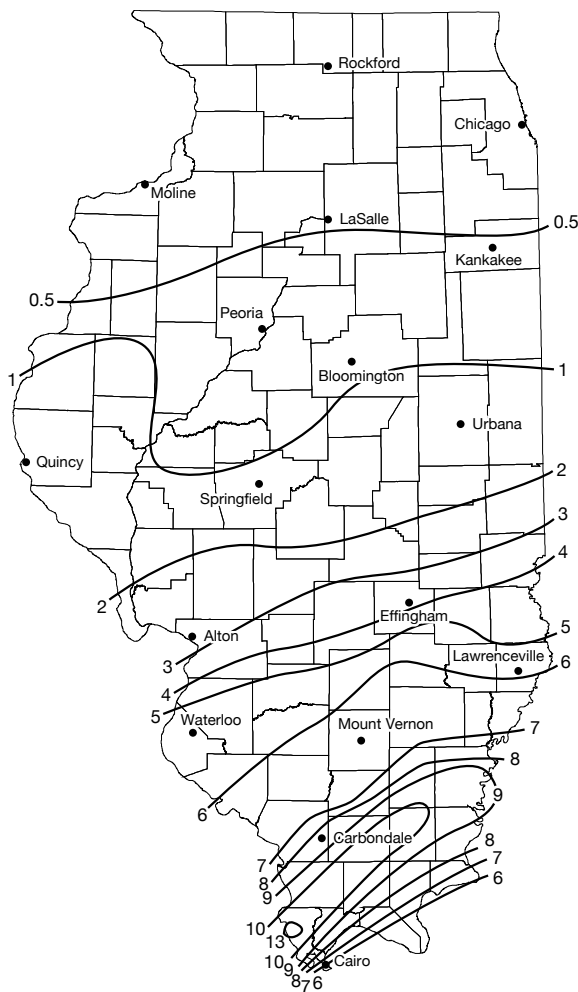 Rockford
Chicago
Moline
LaSalle
0.5
Kankakee
0.5
Peoria
1
Bloomington
1
Urbana
Quincy
2
Springfield
3
4
2
Effingham
Alton
5
Lawrenceville
3
6
4
5
Waterloo
Mount Vernon
7
8
9
6
Carbondale
8
7
7
8
6
9
10
13
10
9
Cairo
8
7
6